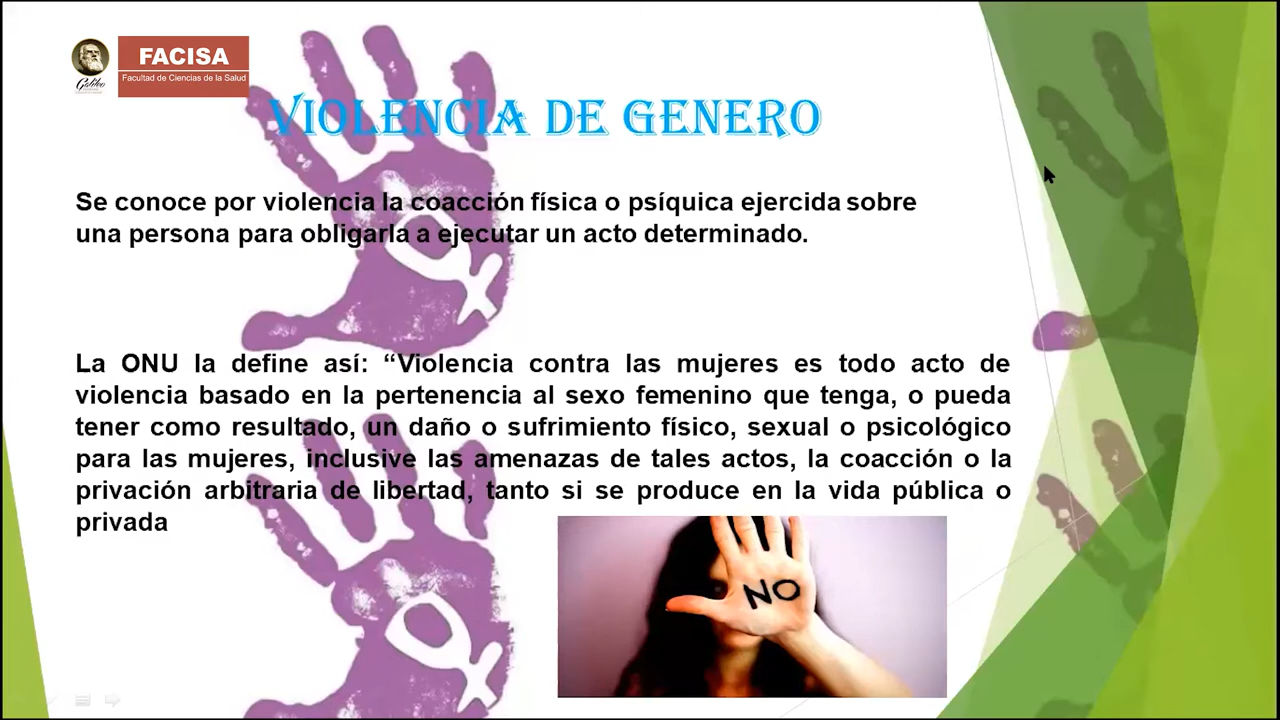 FACISA
Facultad de Ciencias de la Salud
Galileo
VIOLENCIA DE GENERO
Se conoce por violencia la coacción física o psíquica ejercida sobre
una persona para obligarla a ejecutar un acto determinado.
La ONU la define así: “Violencia contra las mujeres es todo acto de
violencia basado en la pertenencia al sexo femenino que tenga, o pueda
tener como resultado, un daño o sufrimiento físico, sexual o psicológico
para las mujeres, inclusive las amenazas de tales actos, la coacción o la
privación arbitraria de libertad, tanto si se produce en la vida pública o
privada
NO